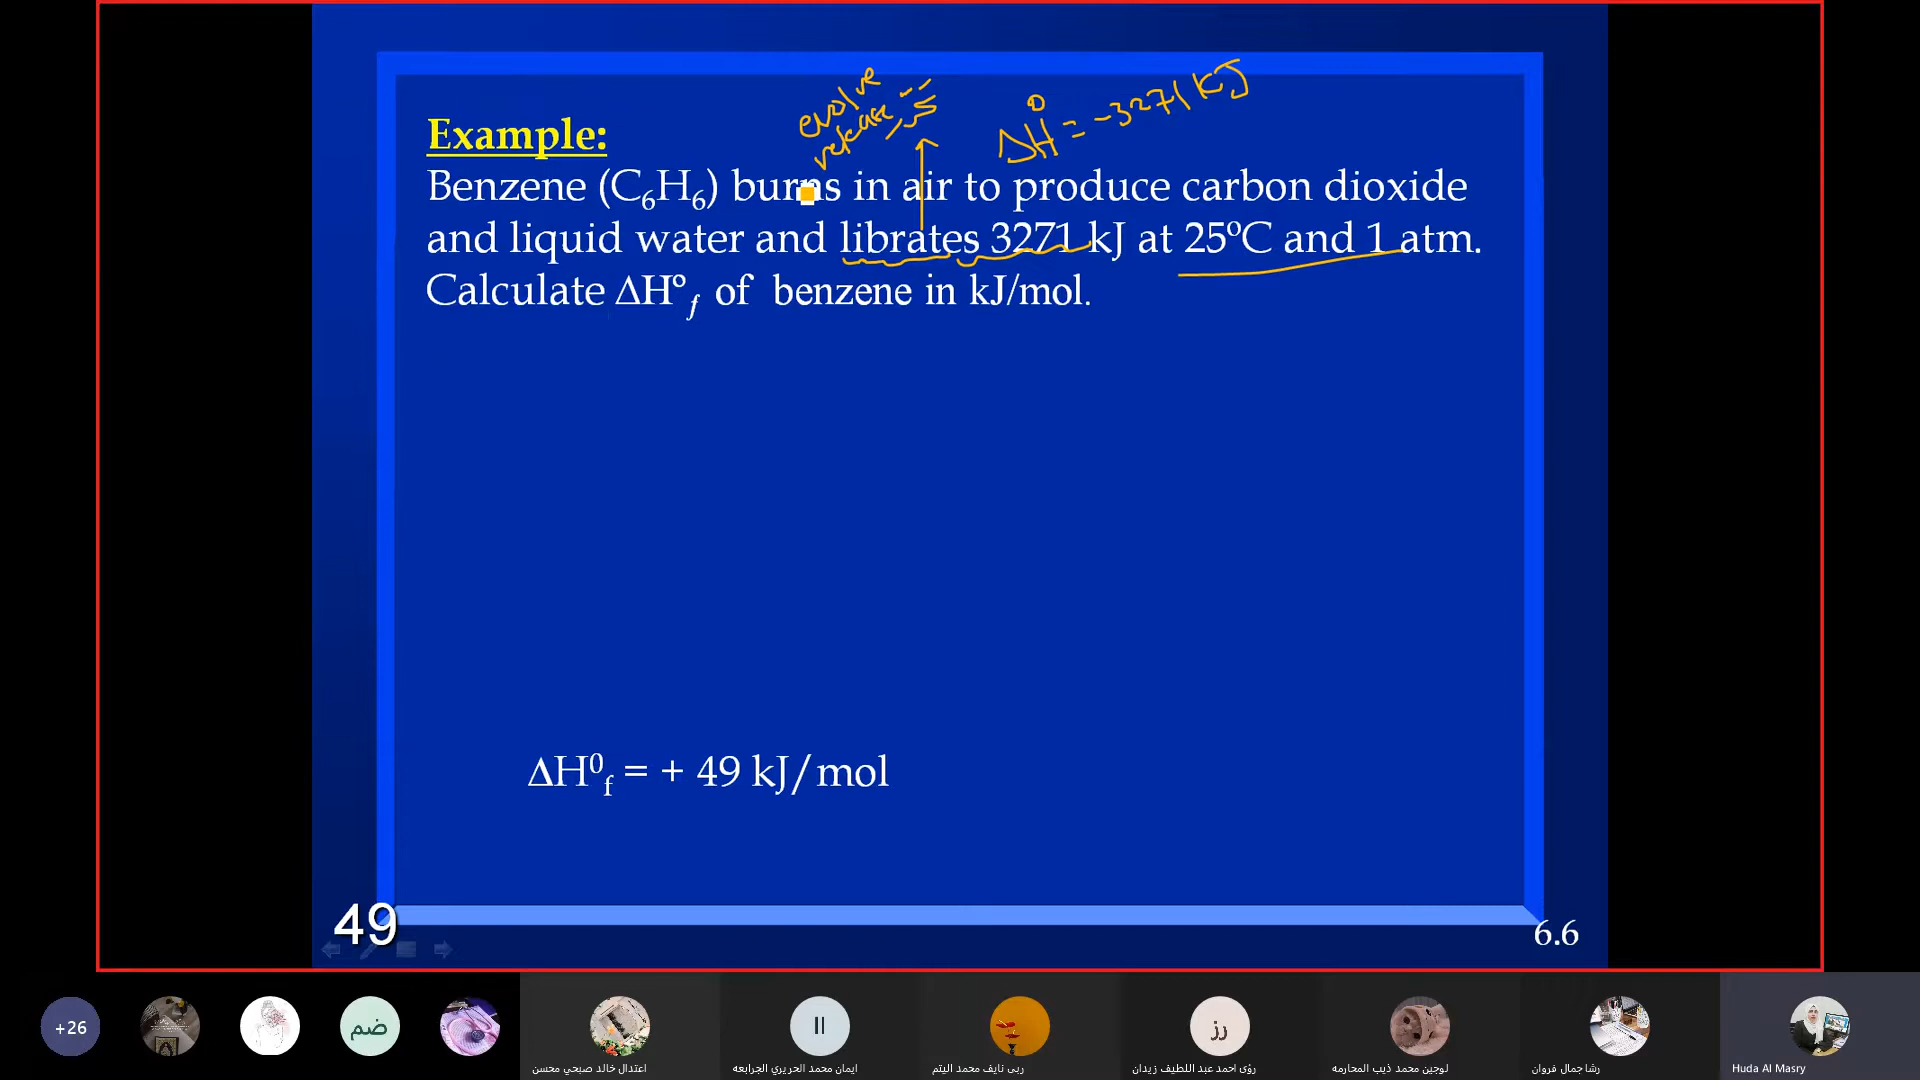 evolve
release
ΔH° = -3271 kJ
Example:
Benzene (C₆H₆) burns in air to produce carbon dioxide
and liquid water and librates 3271 kJ at 25ºC and 1 atm.
Calculate ΔHº𝑓 of benzene in kJ/mol.
ΔH⁰f = + 49 kJ/mol
49
6.6
+26
ضم
اا
رز
اعتدال خالد صبحي محسن
ايمان محمد الحريري الجرابعه
ربى نايف محمد اليتم
رؤى احمد عبد اللطيف زيدان
لوجين محمد ذيب المحارمه
رشا جمال فروان
Huda Al Masry